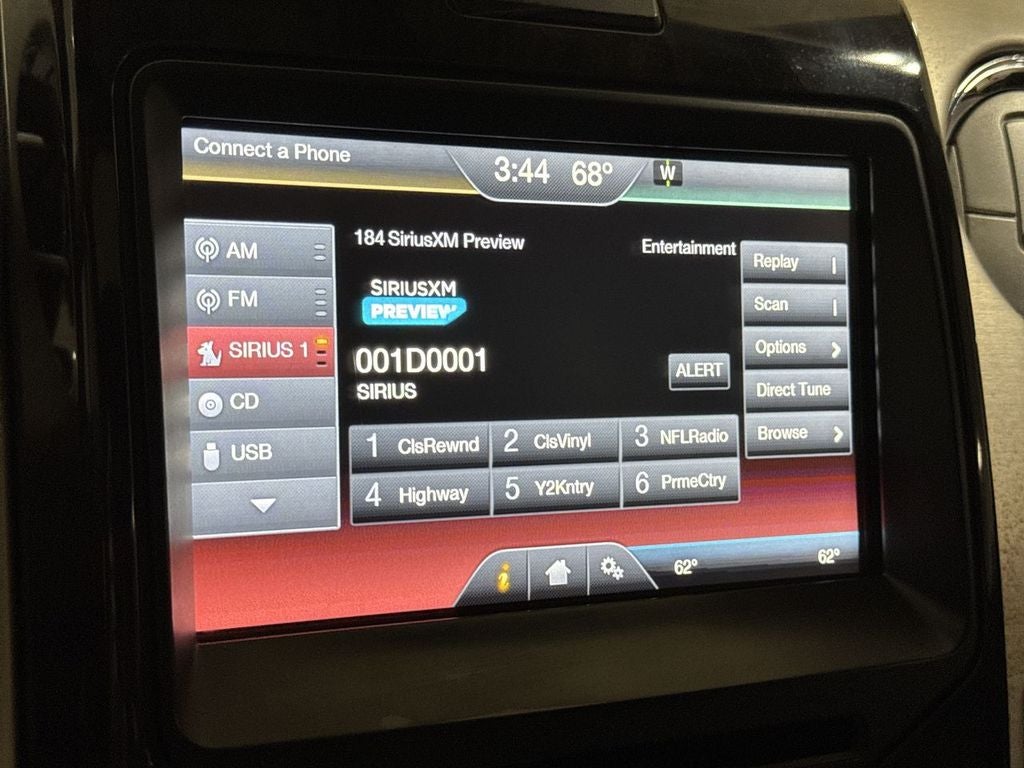 Connect a Phone
3:44 68°
W
AM
FM
SIRIUS 1
CD
USB
184 SiriusXM Preview
Entertainment
SIRIUSXM
PREVIEW
001D0001
SIRIUS
ALERT
1 ClsRewnd
2 ClsVinyl
3 NFLRadio
4 Highway
5 Y2Kntry
6 PrmeCtry
Replay
Scan
Options
Direct Tune
Browse
i
62°
62°